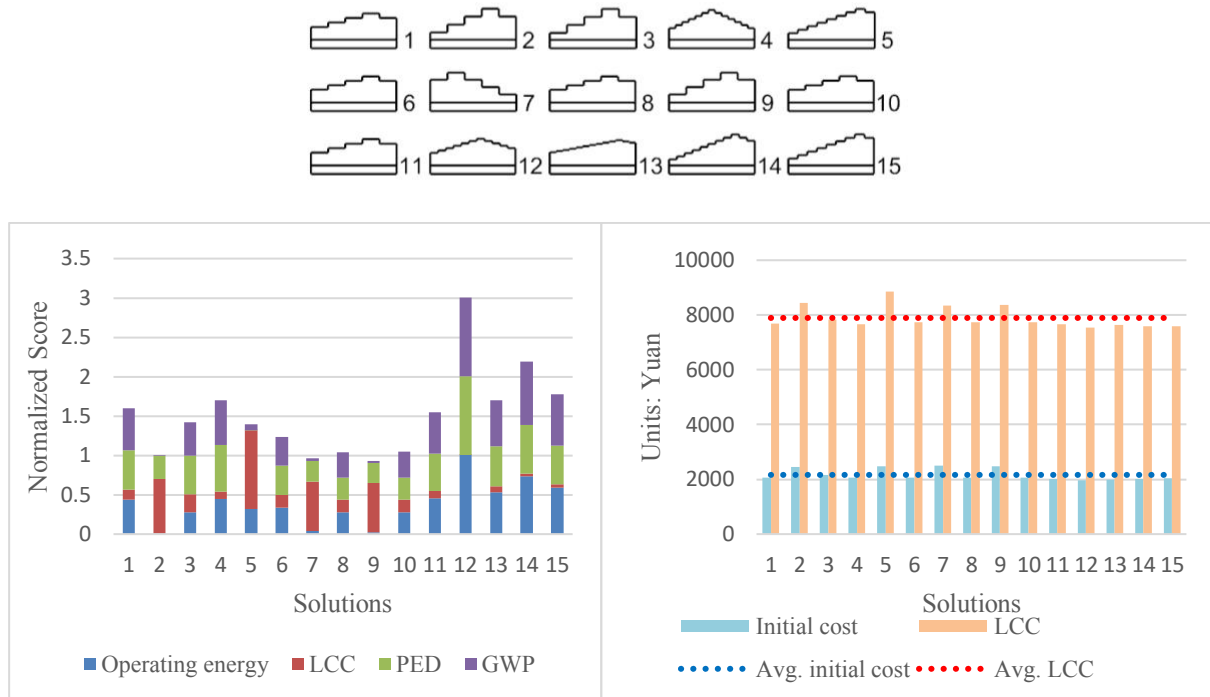 1 2 3 4 5
6 7 8 9 10
11 12 13 14 15
3.5
3
2.5
2
1.5
1
0.5
0
Normalized Score
1 2 3 4 5 6 7 8 9 10 11 12 13 14 15
Solutions
Operating energy LCC PED GWP
10000
8000
6000
4000
2000
0
Units: Yuan
1 2 3 4 5 6 7 8 9 10 11 12 13 14 15
Solutions
Initial cost LCC
Avg. initial cost Avg. LCC